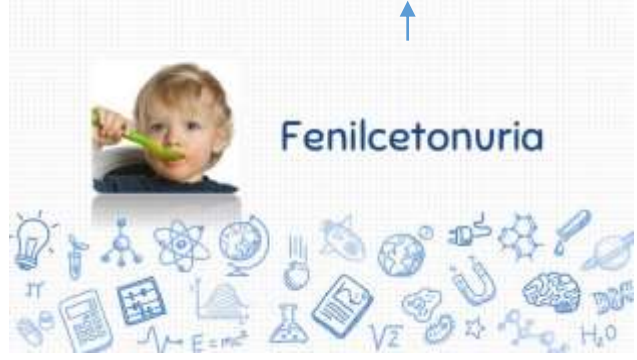 Fenilcetonuria
π
E=mc²
√2
H₂O